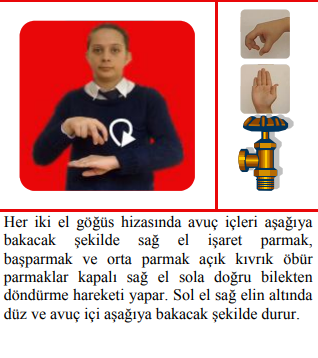 Her iki el göğüs hizasında avuç içleri aşağıya
bakacak şekilde sağ el işaret parmak,
başparmak ve orta parmak açık kıvrık öbür
parmaklar kapalı sağ el sola doğru bilekten
döndürme hareketi yapar. Sol el sağ elin altında
düz ve avuç içi aşağıya bakacak şekilde durur.